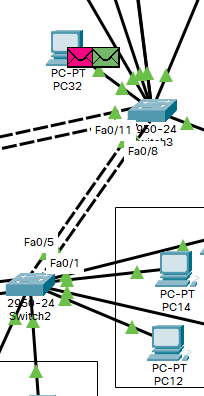 PC-PT
PC32
Fa0/11
950-24
Fa0/8
Fa0/5
Fa0/1
2950-24
Switch2
PC-PT
PC14
PC-PT
PC12